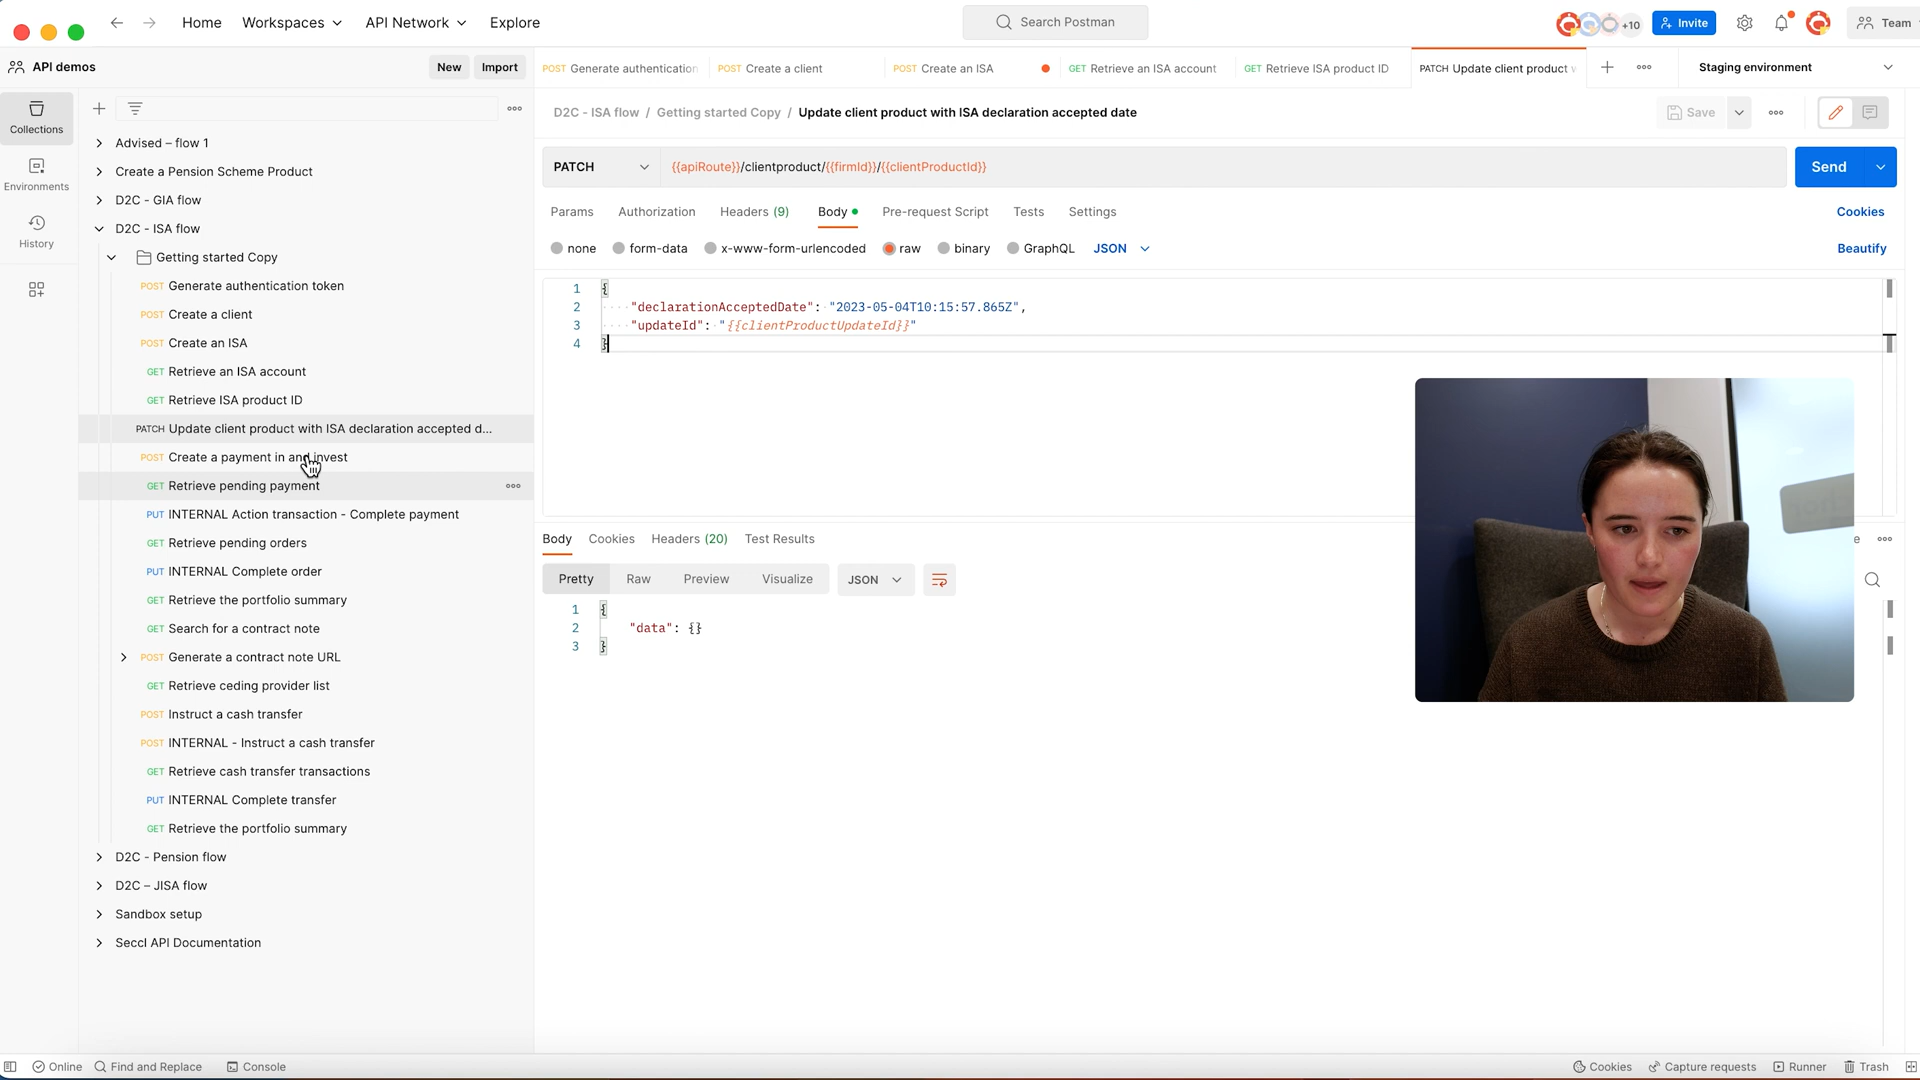 Home
Workspaces
API Network
Explore
Search Postman
+10
Invite
Team
API demos
New
Import
POST Generate authentication
POST Create a client
POST Create an ISA
GET Retrieve an ISA account
GET Retrieve ISA product ID
PATCH Update client product
Staging environment
Collections
Environments
History
Advised – flow 1
Create a Pension Scheme Product
D2C - GIA flow
D2C - ISA flow
Getting started Copy
POST Generate authentication token
POST Create a client
POST Create an ISA
GET Retrieve an ISA account
GET Retrieve ISA product ID
PATCH Update client product with ISA declaration accepted d...
POST Create a payment in and invest
GET Retrieve pending payment
PUT INTERNAL Action transaction - Complete payment
GET Retrieve pending orders
PUT INTERNAL Complete order
GET Retrieve the portfolio summary
GET Search for a contract note
POST Generate a contract note URL
GET Retrieve ceding provider list
POST Instruct a cash transfer
POST INTERNAL - Instruct a cash transfer
GET Retrieve cash transfer transactions
PUT INTERNAL Complete transfer
GET Retrieve the portfolio summary
D2C - Pension flow
D2C – JISA flow
Sandbox setup
Seccl API Documentation
D2C - ISA flow / Getting started Copy / Update client product with ISA declaration accepted date
Save
PATCH
{{apiRoute}}/clientproduct/{{firmId}}/{{clientProductId}}
Send
Params
Authorization
Headers (9)
Body
Pre-request Script
Tests
Settings
Cookies
none
form-data
x-www-form-urlencoded
raw
binary
GraphQL
JSON
Beautify
1 {
2 "declarationAcceptedDate": "2023-05-04T10:15:57.865Z",
3 "updateId": "{{clientProductUpdateId}}"
4 }
Body
Cookies
Headers (20)
Test Results
e
Pretty
Raw
Preview
Visualize
JSON
1 {
2 "data": {}
3 }
Online
Find and Replace
Console
Cookies
Capture requests
Runner
Trash